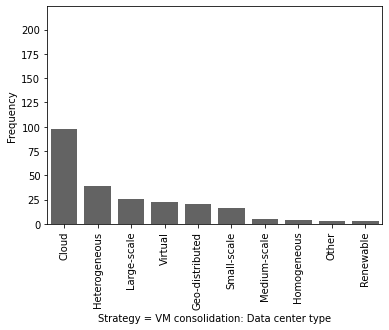 200
175
150
125
100
75
50
25
0
Frequency
Cloud
Heterogeneous
Large-scale
Virtual
Geo-distributed
Small-scale
Medium-scale
Homogeneous
Other
Renewable
Strategy = VM consolidation: Data center type